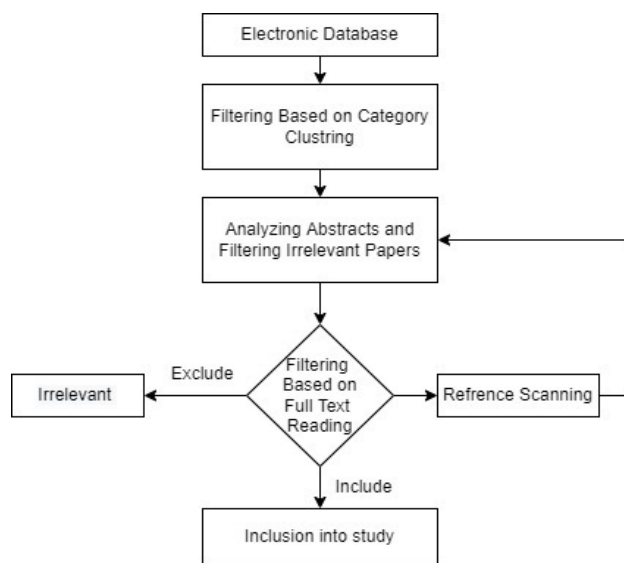 Electronic Database
Filtering Based on Category
Clustring
Analyzing Abstracts and
Filtering Irrelevant Papers
Filtering
Based on
Full Text
Reading
Exclude
Irrelevant
Refrence Scanning
Include
Inclusion into study